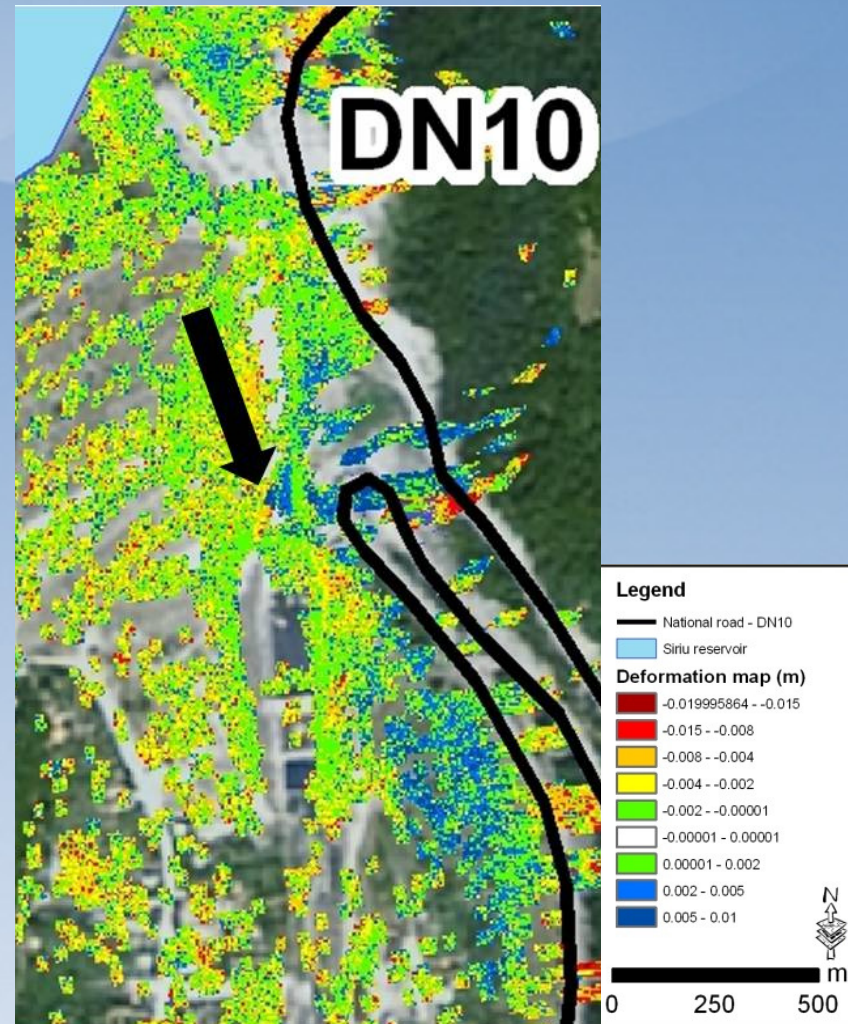 DN10
Legend
National road - DN10
Siriu reservoir
Deformation map (m)
-0.019995864 - -0.015
-0.015 - -0.008
-0.008 - -0.004
-0.004 - -0.002
-0.002 - -0.00001
-0.00001 - 0.00001
0.00001 - 0.002
0.002 - 0.005
0.005 - 0.01
N
m
0 250 500